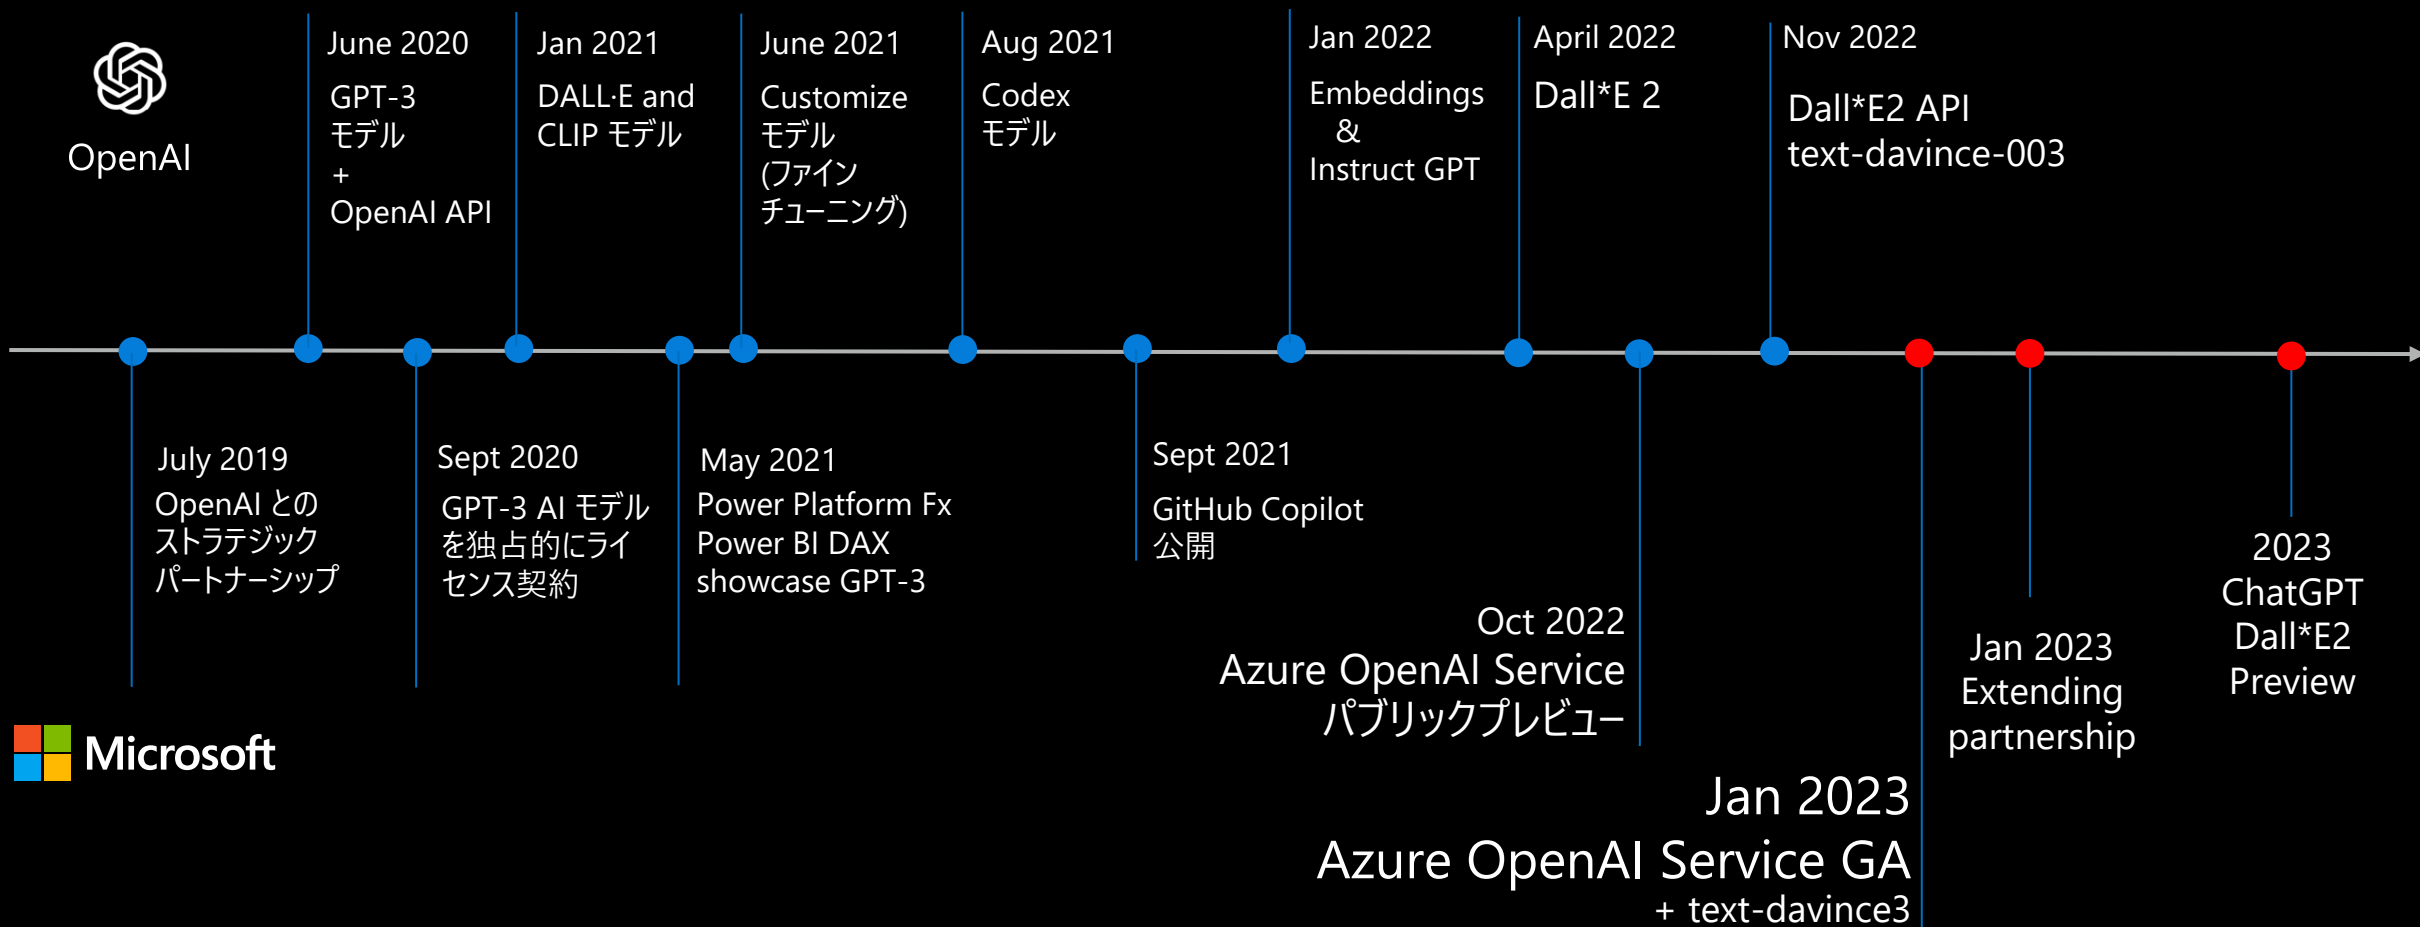 OpenAI
June 2020
GPT-3
モデル
+
OpenAI API
Jan 2021
DALL·E and
CLIP モデル
June 2021
Customize
モデル
(ファイン
チューニング)
Aug 2021
Codex
モデル
Jan 2022
Embeddings
&
Instruct GPT
April 2022
Dall*E 2
Nov 2022
Dall*E2 API
text-davince-003
July 2019
OpenAI との
ストラテジック
パートナーシップ
Sept 2020
GPT-3 AI モデル
を独占的にライ
センス契約
May 2021
Power Platform Fx
Power BI DAX
showcase GPT-3
Sept 2021
GitHub Copilot
公開
Oct 2022
Azure OpenAI Service
パブリックプレビュー
Jan 2023
Azure OpenAI Service GA
+ text-davince3
Jan 2023
Extending
partnership
2023
ChatGPT
Dall*E2
Preview
Microsoft